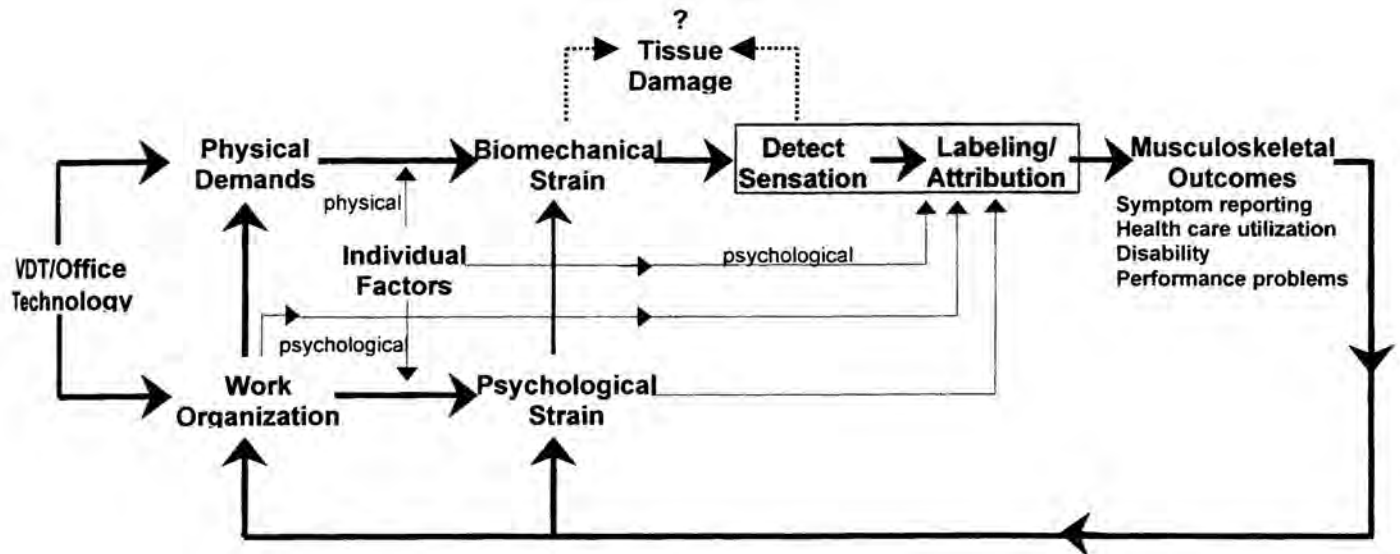 ?
Tissue
Damage
Physical
Demands
Biomechanical
Strain
Detect
Sensation
Labeling/
Attribution
Musculoskeletal
Outcomes
Symptom reporting
Health care utilization
Disability
Performance problems
physical
VDT/Office
Technology
Individual
Factors
psychological
psychological
Work
Organization
Psychological
Strain